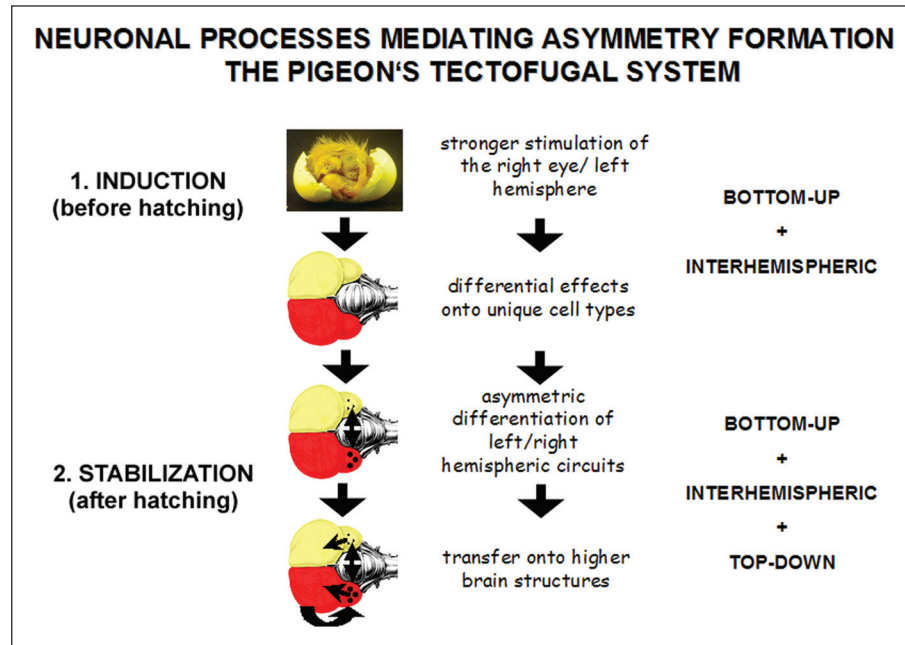 NEURONAL PROCESSES MEDIATING ASYMMETRY FORMATION
THE PIGEON'S TECTOFUGAL SYSTEM
1. INDUCTION
(before hatching)
stronger stimulation of
the right eye/ left
hemisphere
BOTTOM-UP
+
INTERHEMISPHERIC
differential effects
onto unique cell types
2. STABILIZATION
(after hatching)
asymmetric
differentiation of
left/right
hemispheric circuits
transfer onto higher
brain structures
BOTTOM-UP
+
INTERHEMISPHERIC
+
TOP-DOWN